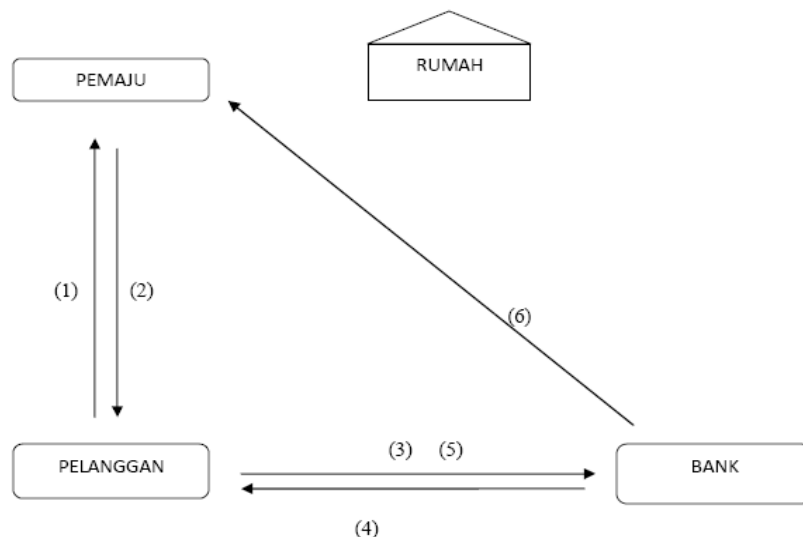 RUMAH
PEMAJU
(1) (2)
(6)
(3) (5)
PELANGGAN
BANK
(4)